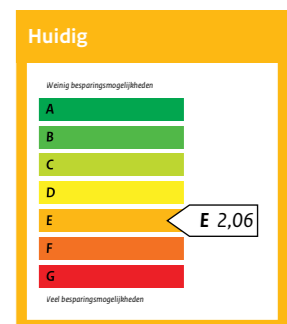 Huidig
Weinig besparingsmogelijkheden
A
B
C
D
E
E 2,06
F
G
Veel besparingsmogelijkheden